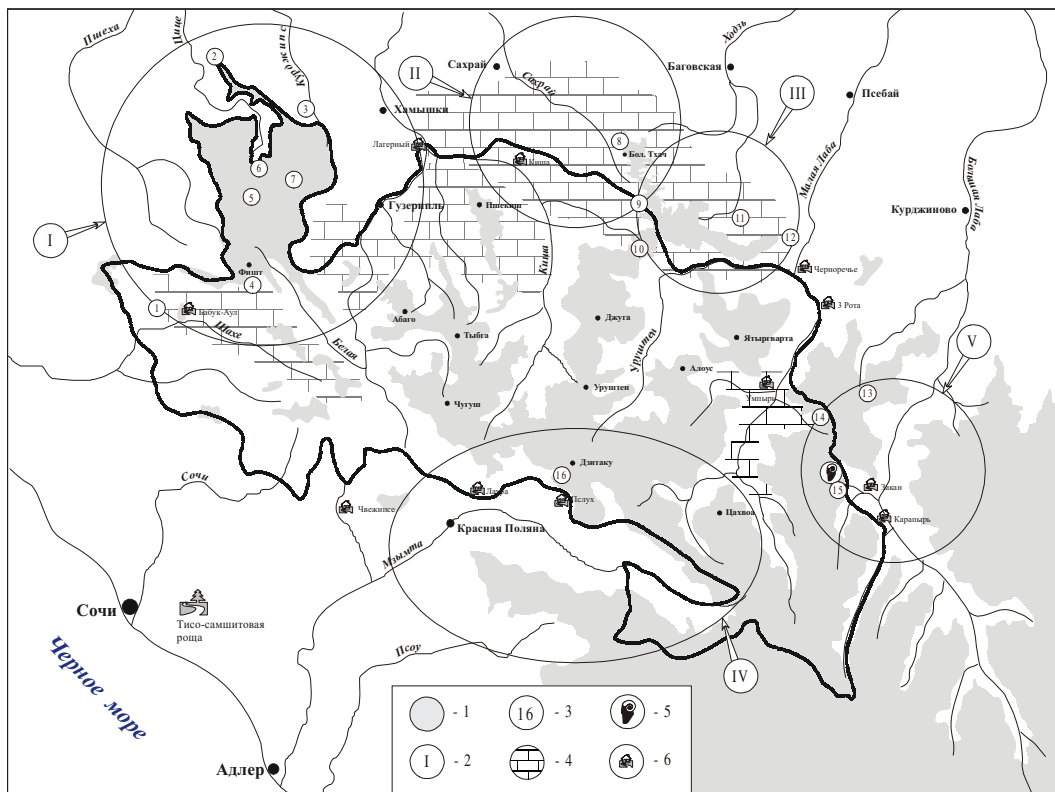 Пшеха
Цице
Курджипс
2
3
Хамышки
II
Сахрай
Сахрай
Ходзь
Баговская
III
Псебай
Малая Лаба
Большая Лаба
Курджиново
Лагерный
8
Бол. Тхач
Киша
6
5
7
Гузерипль
Пшекиш
9
10
11
12
I
Фишт
4
1
Бабук-Аул
Шахе
Белая
Абаго
Тыбга
Киша
Джуга
Уруштен
Черноречье
3 Рота
Ятыргварта
V
Алоус
Умпырь
Уруштен
Чугуш
13
14
Сочи
16
Дзитаку
15
Закан
Лаура
Пслух
Чвежипсе
Цахвоа
Карапырь
Красная Поляна
Мзымта
Сочи
Тисо-самшитовая
роща
Псоу
IV
Черное море
Адлер
- 1
16 - 3
- 5
I - 2
- 4
- 6